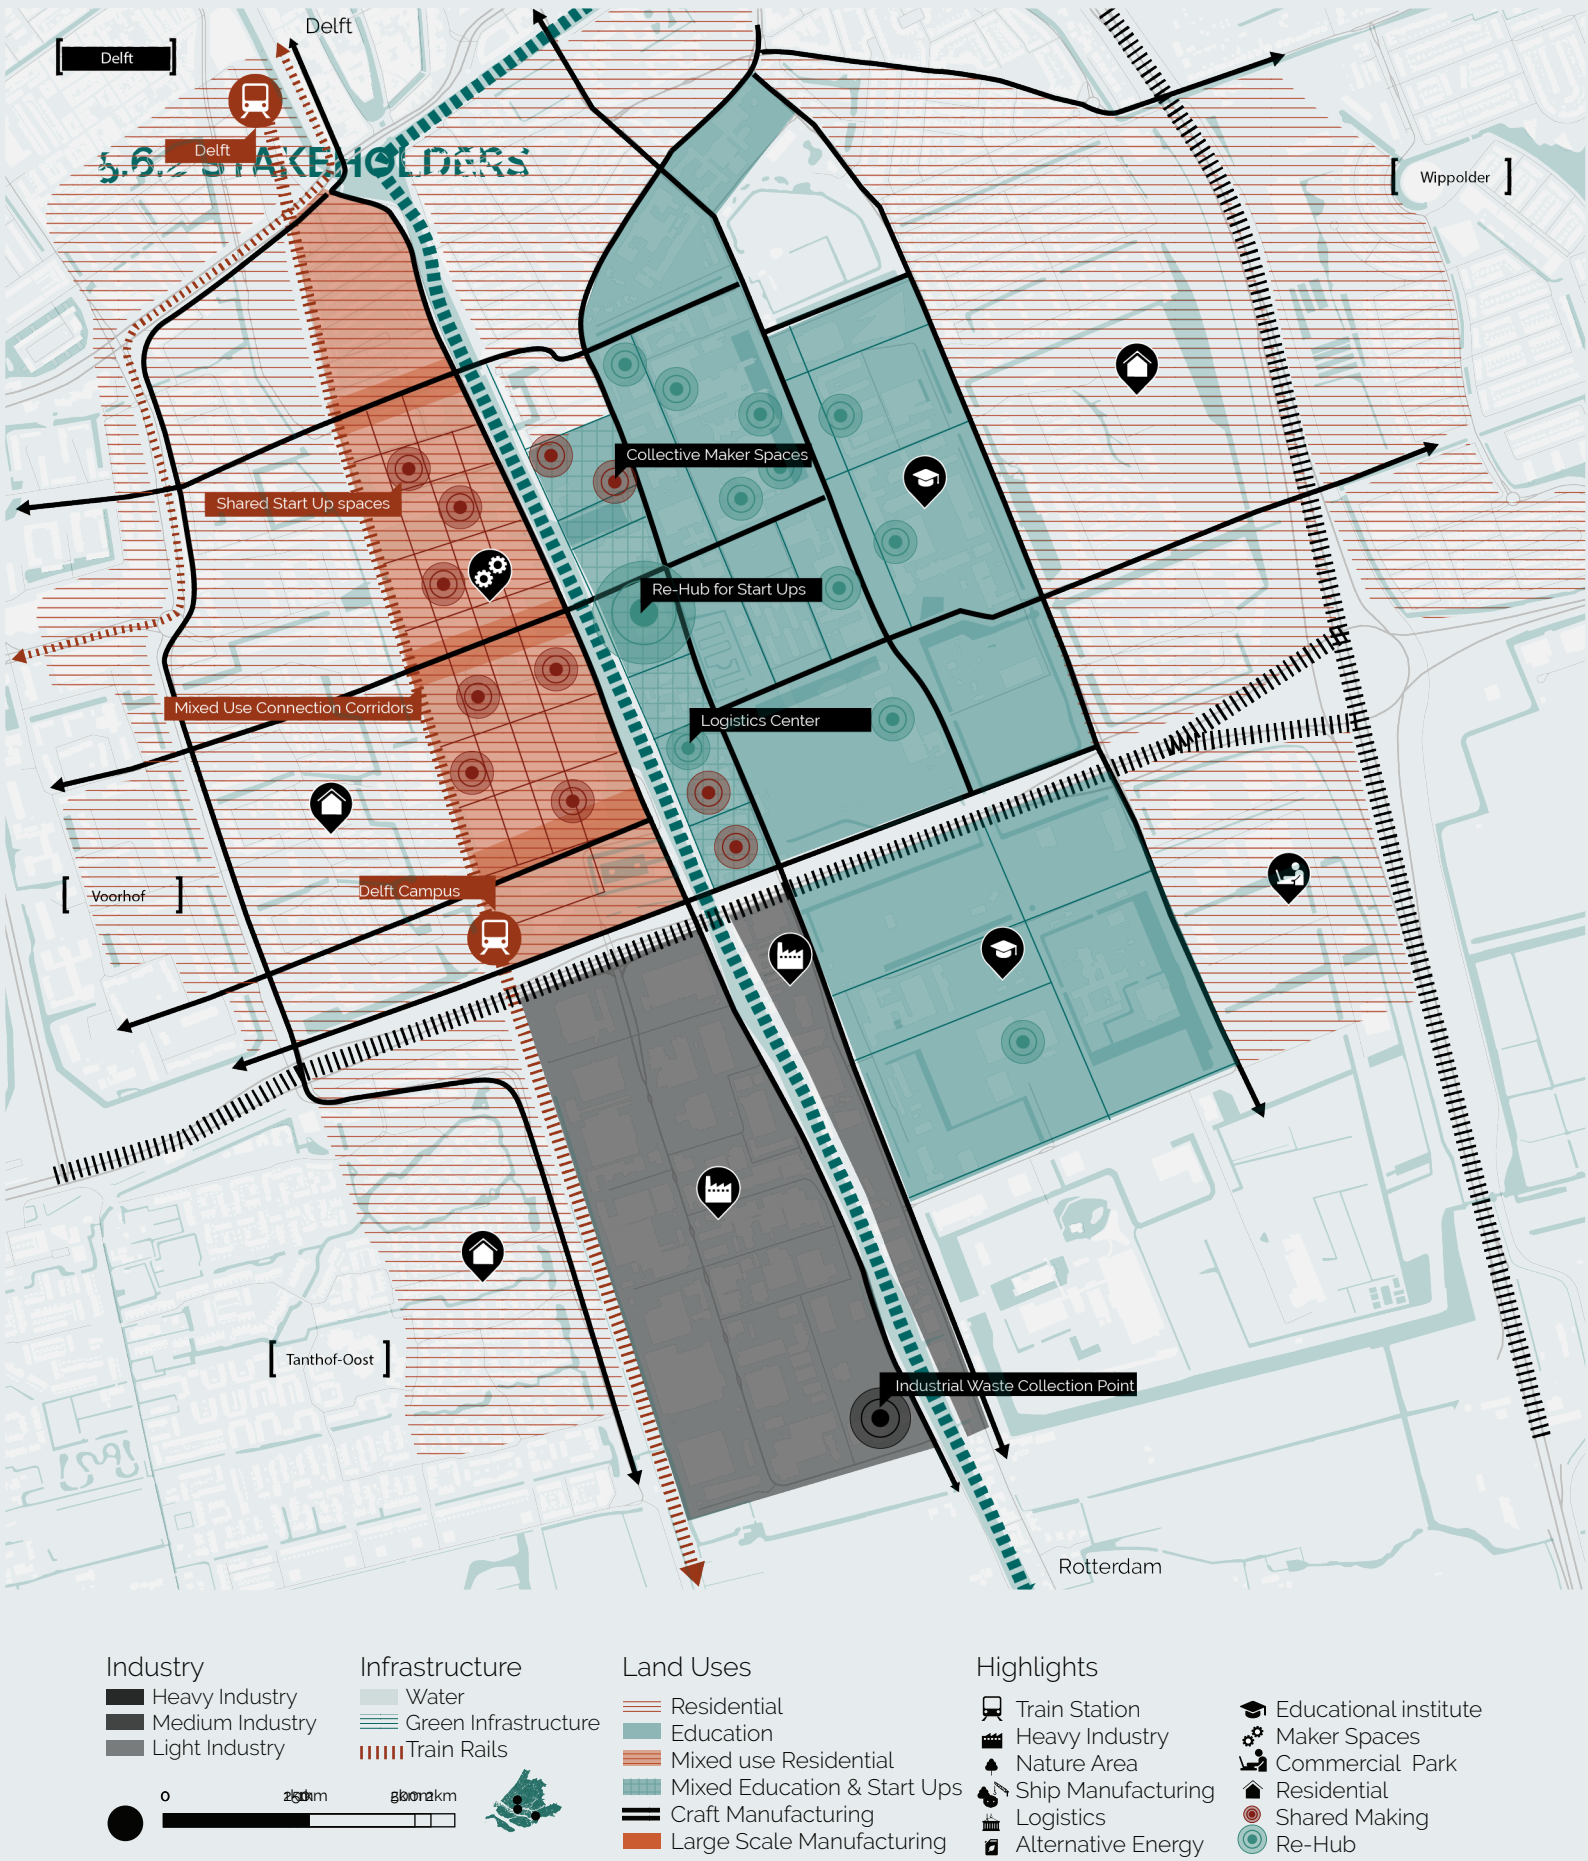 Delft
Delft
Delft
Wippolder
Collective Maker Spaces
Shared Start Up spaces
Re-Hub for Start Ups
Mixed Use Connection Corridors
Logistics Center
Delft Campus
Voorhof
Tanthof-Oost
Industrial Waste Collection Point
Rotterdam
Industry
Heavy Industry
Medium Industry
Light Industry
0
Infrastructure
Water
Green Infrastructure
Train Rails
Land Uses
Residential
Education
Mixed use Residential
Mixed Education & Start Ups
Craft Manufacturing
Large Scale Manufacturing
Highlights
Train Station
Heavy Industry
Nature Area
Ship Manufacturing
Logistics
Alternative Energy
Educational institute
Maker Spaces
Commercial Park
Residential
Shared Making
Re-Hub